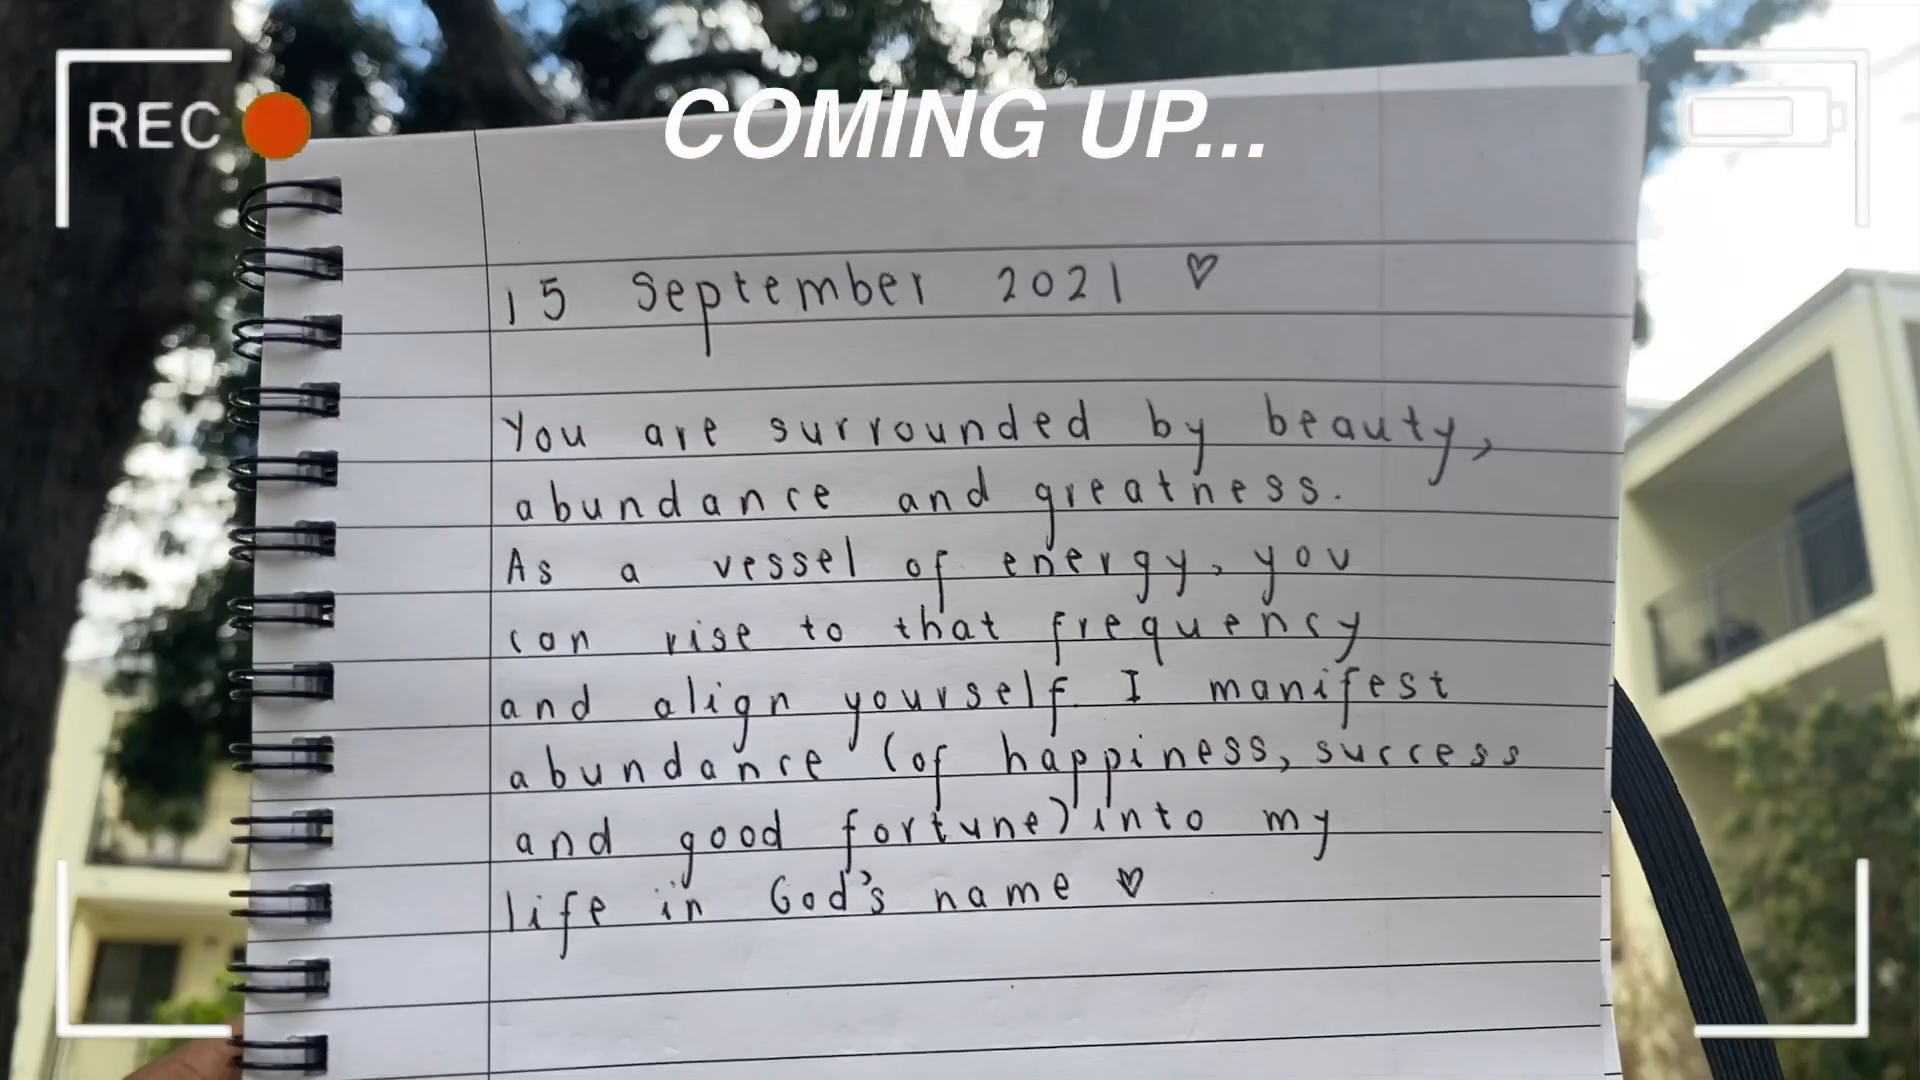 COMING UP...
REC
15 September 2021 ♡
You are surrounded by beauty,
abundance and greatness.
As a vessel of energy, you
can rise to that frequency
and align yourself. I manifest
abundance (of happiness, success
and good fortune) into my
life in God's name ♡